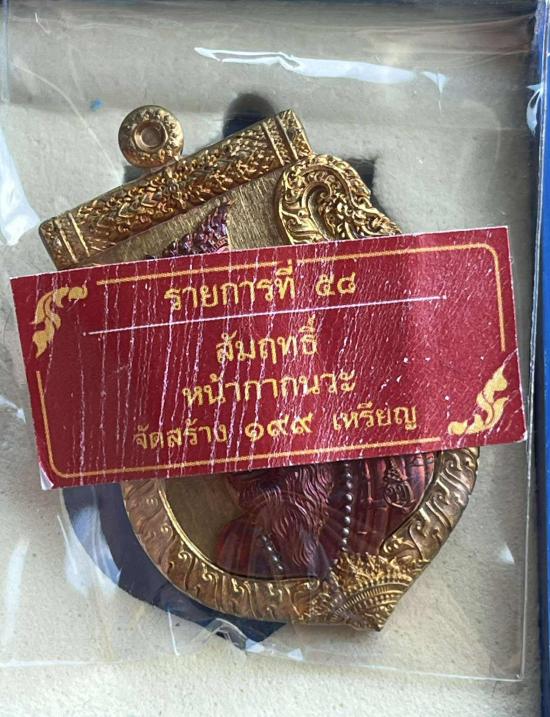 รายการที่ ๕๘
สัมฤทธิ์
หน้ากากนวะ
จัดสร้าง ๑๙๙ เหรียญ